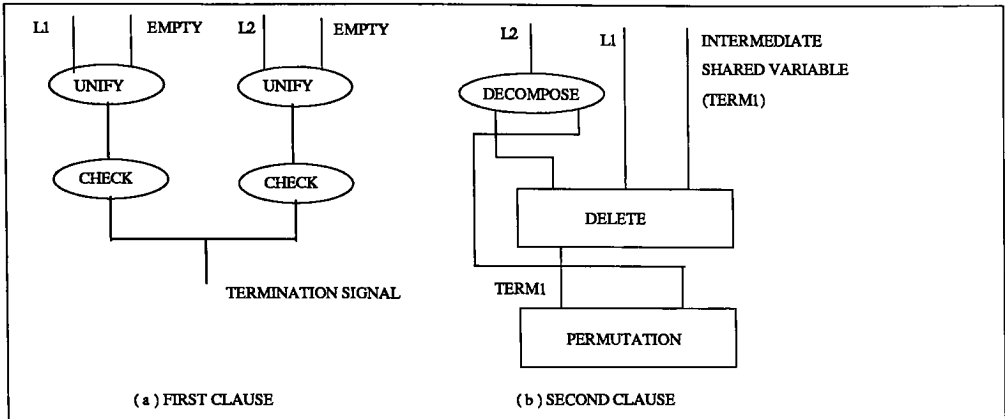 L1 EMPTY L2 EMPTY
UNIFY UNIFY
CHECK CHECK
TERMINATION SIGNAL
( a ) FIRST CLAUSE
L2 L1 INTERMEDIATE
SHARED VARIABLE
(TERM1)
DECOMPOSE
DELETE
TERM1
PERMUTATION
( b ) SECOND CLAUSE